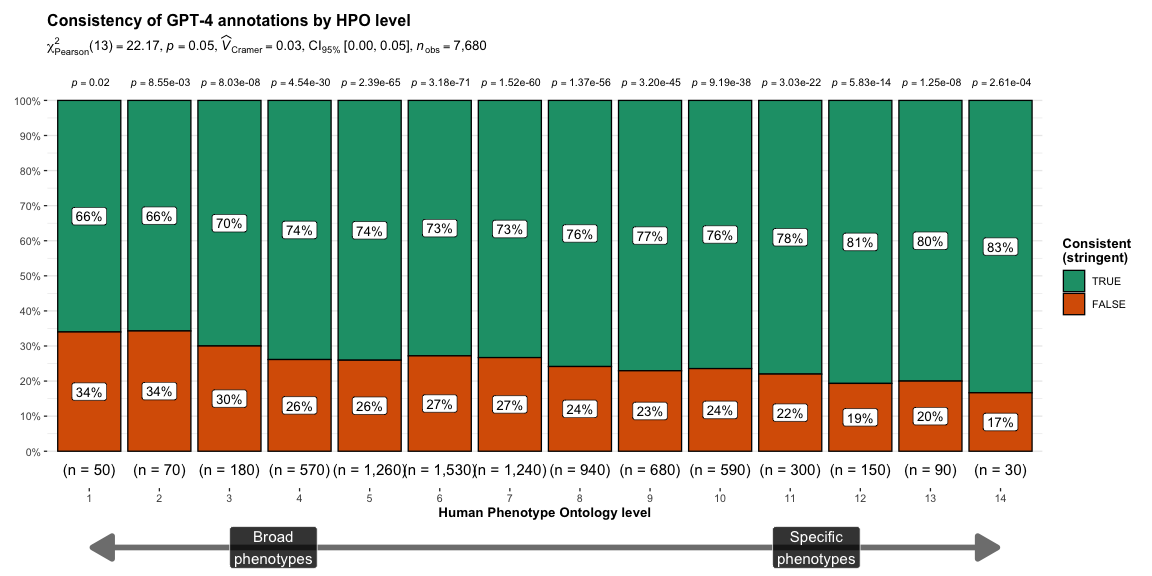 Consistency of GPT-4 annotations by HPO level
χ²Pearson(13) = 22.17, p = 0.05, V̂Cramer = 0.03, CI95% [0.00, 0.05], nobs = 7,680
p = 0.02 p = 8.55e-03 p = 8.03e-08 p = 4.54e-30 p = 2.39e-65 p = 3.18e-71 p = 1.52e-60 p = 1.37e-56 p = 3.20e-45 p = 9.19e-38 p = 3.03e-22 p = 5.83e-14 p = 1.25e-08 p = 2.61e-04
100%
90%
80%
70%
60%
50%
40%
30%
20%
10%
0%
66% 66% 70% 74% 74% 73% 73% 76% 77% 76% 78% 81% 80% 83%
34% 34% 30% 26% 26% 27% 27% 24% 23% 24% 22% 19% 20% 17%
(n = 50) (n = 70) (n = 180) (n = 570) (n = 1,260) (n = 1,530) (n = 1,240) (n = 940) (n = 680) (n = 590) (n = 300) (n = 150) (n = 90) (n = 30)
1 2 3 4 5 6 7 8 9 10 11 12 13 14
Human Phenotype Ontology level
Broad
phenotypes
Specific
phenotypes
Consistent
(stringent)
TRUE
FALSE